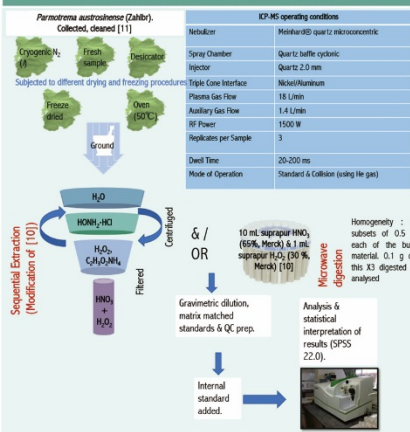 Parmotrema austrosinense (Zahlbr).
Collected, cleaned [11]
Cryogenic N₂
(l)
Fresh
sample
Desiccator
Subjected to different drying and freezing procedures
Freeze
dried
Oven
(50°C)
Ground
Sequential Extraction
(Modification of [10])
H₂O
HONH₂·HCl
H₂O₂,
C₂H₃O₂NH₄
HNO₃
+
H₂O₂
Centrifuged
Filtered
ICP-MS operating conditions
Nebulizer Meinhard® quartz microconcentric
Spray Chamber Quartz baffle cyclonic
Injector Quartz 2.0 mm
Triple Cone Interface Nickel/Aluminum
Plasma Gas Flow 18 L/min
Auxiliary Gas Flow 1.4 L/min
RF Power 1500 W
Replicates per Sample 3
Dwell Time 20-200 ms
Mode of Operation Standard & Collision (using He gas)
& /
OR
10 mL suprapur HNO₃
(65%, Merck) & 1 mL
suprapur H₂O₂ (30 %,
Merck) [10]
Microwave
digestion
Homogeneity :
subsets of 0.5
each of the bu
material. 0.1 g
this X3 digested
analysed
Gravimetric dilution,
matrix matched
standards & QC prep.
Internal
standard
added.
Analysis &
statistical
interpretation of
results (SPSS
22.0).